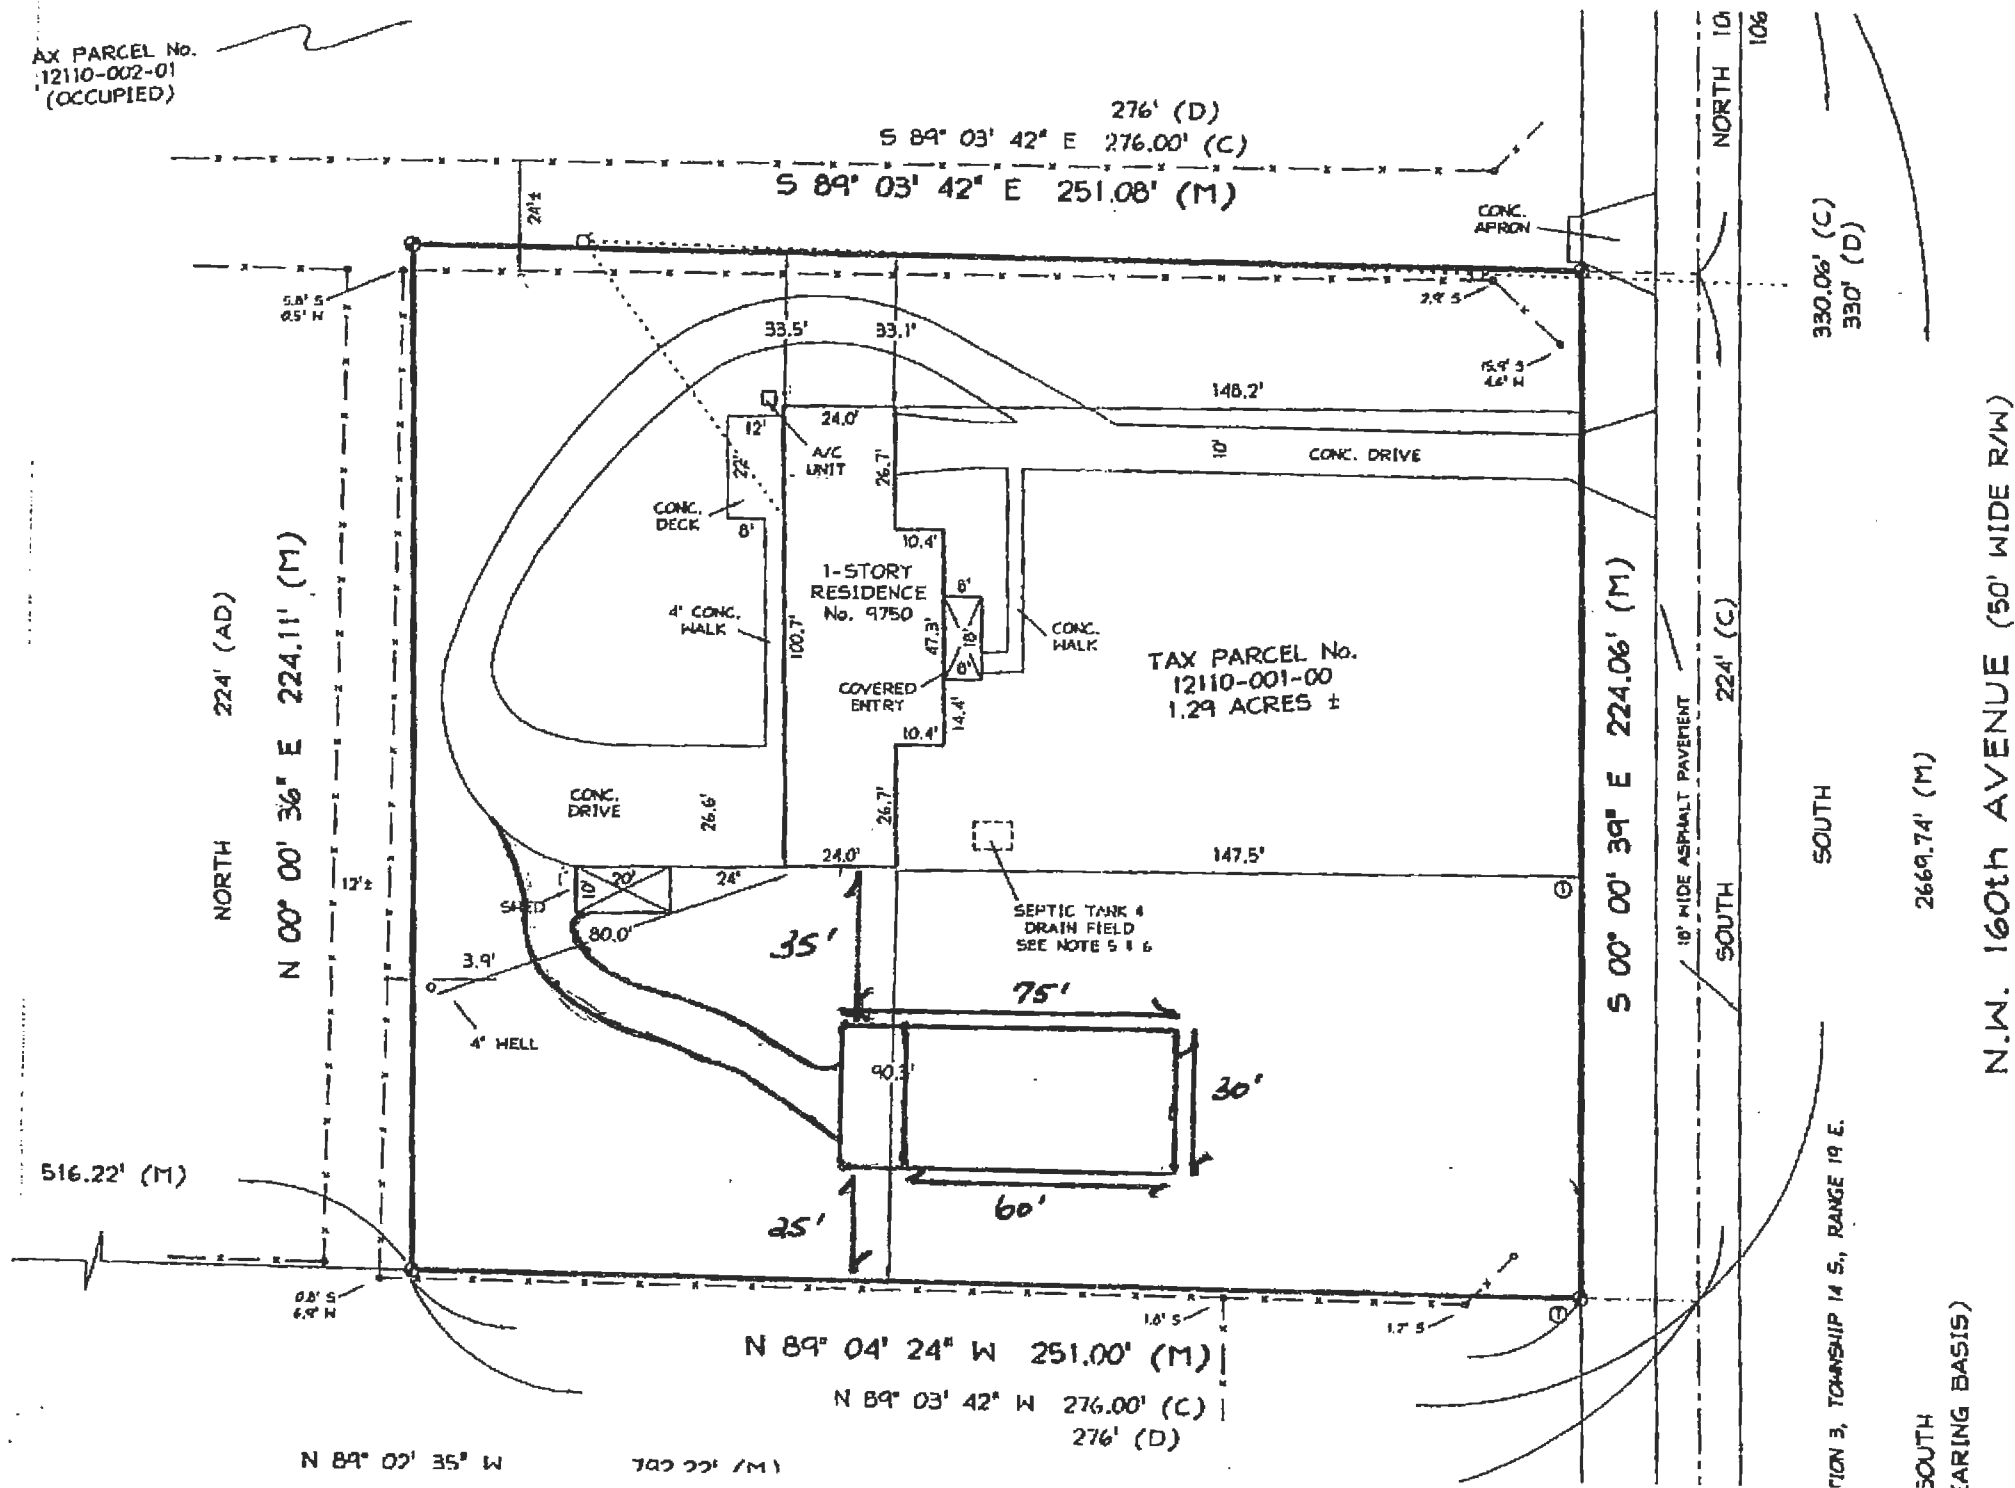 AX PARCEL No.
12110-002-01
(OCCUPIED)
276' (D)
S 89° 03' 42" E 276.00' (C)
S 89° 03' 42" E 251.08' (M)
24'±
CONC.
APRON
NORTH
330.06' (C)
330' (D)
5.8' S
0.5' W
2.9' S
15.9' S
4.6' W
33.5'
33.1'
148.2'
24.0'
12'
22'
A/C
UNIT
26.7'
10'
CONC. DRIVE
CONC.
DECK
8'
10.4'
1-STORY
RESIDENCE
No. 9750
4' CONC.
WALK
100.7'
8'
47.3'
18'
8'
CONC.
WALK
COVERED
ENTRY
14.4'
10.4'
TAX PARCEL No.
12110-001-00
1.29 ACRES ±
NORTH 224' (AD)
N 00° 00' 36" E 224.11' (M)
12'±
S 00° 00' 39" E 224.06' (M)
18' WIDE ASPHALT PAVEMENT
SOUTH 224' (C)
SOUTH
2669.74' (M)
N.W. 160th AVENUE (50' WIDE R/W)
CONC.
DRIVE
26.6'
26.7'
24.0'
147.5'
10'
20'
24'
SHED
80.0'
3.9'
4" WELL
SEPTIC TANK &
DRAIN FIELD
SEE NOTE 5 & 6
35'
75'
90.3'
30'
60'
25'
516.22' (M)
0.8' S
6.9' W
1.8' S
1.7' S
N 89° 04' 24" W 251.00' (M)
N 89° 03' 42" W 276.00' (C)
276' (D)
N 89° 35" W
TION 3, TOWNSHIP 14 S., RANGE 19 E.
SOUTH
EARING BASIS)